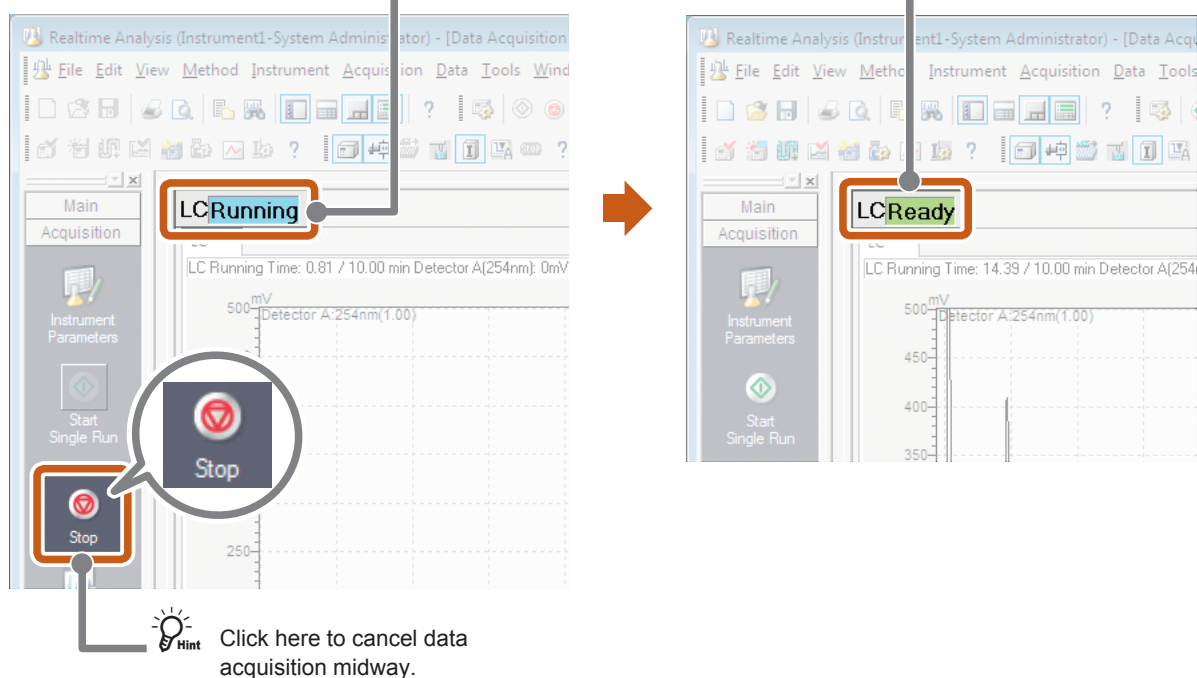 Realtime Analysis (Instrument1-System Administrator) - [Data Acquisition
File Edit View Method Instrument Acquisition Data Tools Wind
Main
Acquisition
LC Running
LC Running Time: 0.81 / 10.00 min Detector A(254nm): 0mV
mV
500
Detector A:254nm(1.00)
Instrument
Parameters
Start
Single Run
Stop
Stop
250
Hint
Click here to cancel data
acquisition midway.
Realtime Analysis (Instrument1-System Administrator) - [Data Acqu
File Edit View Metho Instrument Acquisition Data Tools
Main
Acquisition
LC Ready
LC Running Time: 14.39 / 10.00 min Detector A(254
mV
500
Detector A:254nm(1.00)
Instrument
Parameters
450
400
Start
Single Run
350